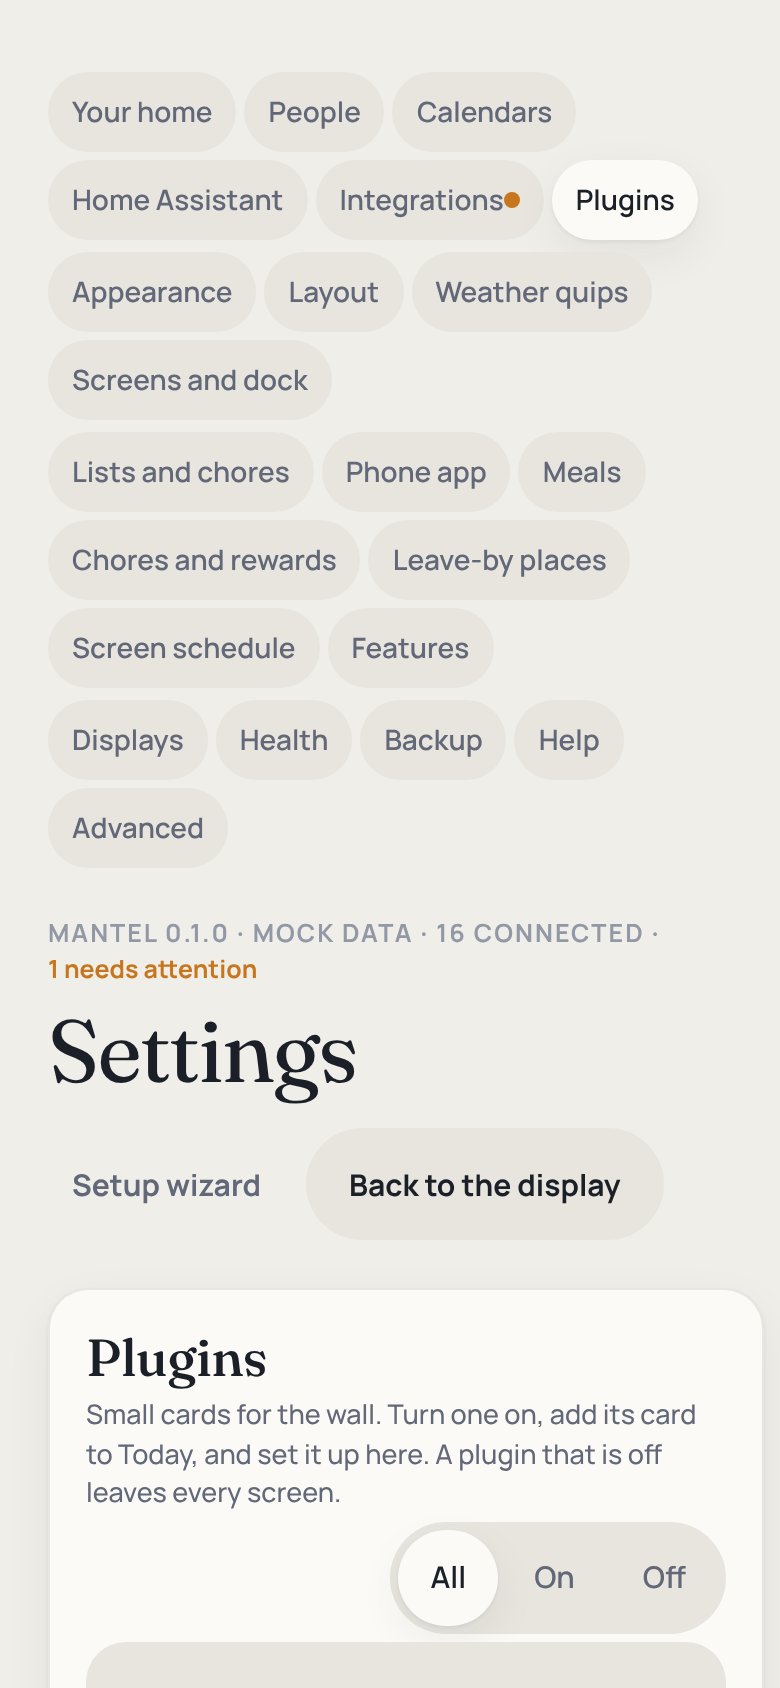 Your home People Calendars
Home Assistant Integrations Plugins
Appearance Layout Weather quips
Screens and dock
Lists and chores Phone app Meals
Chores and rewards Leave-by places
Screen schedule Features
Displays Health Backup Help
Advanced
MANTEL 0.1.0 · MOCK DATA · 16 CONNECTED ·
1 needs attention
Settings
Setup wizard Back to the display
Plugins
Small cards for the wall. Turn one on, add its card
to Today, and set it up here. A plugin that is off
leaves every screen.
All On Off